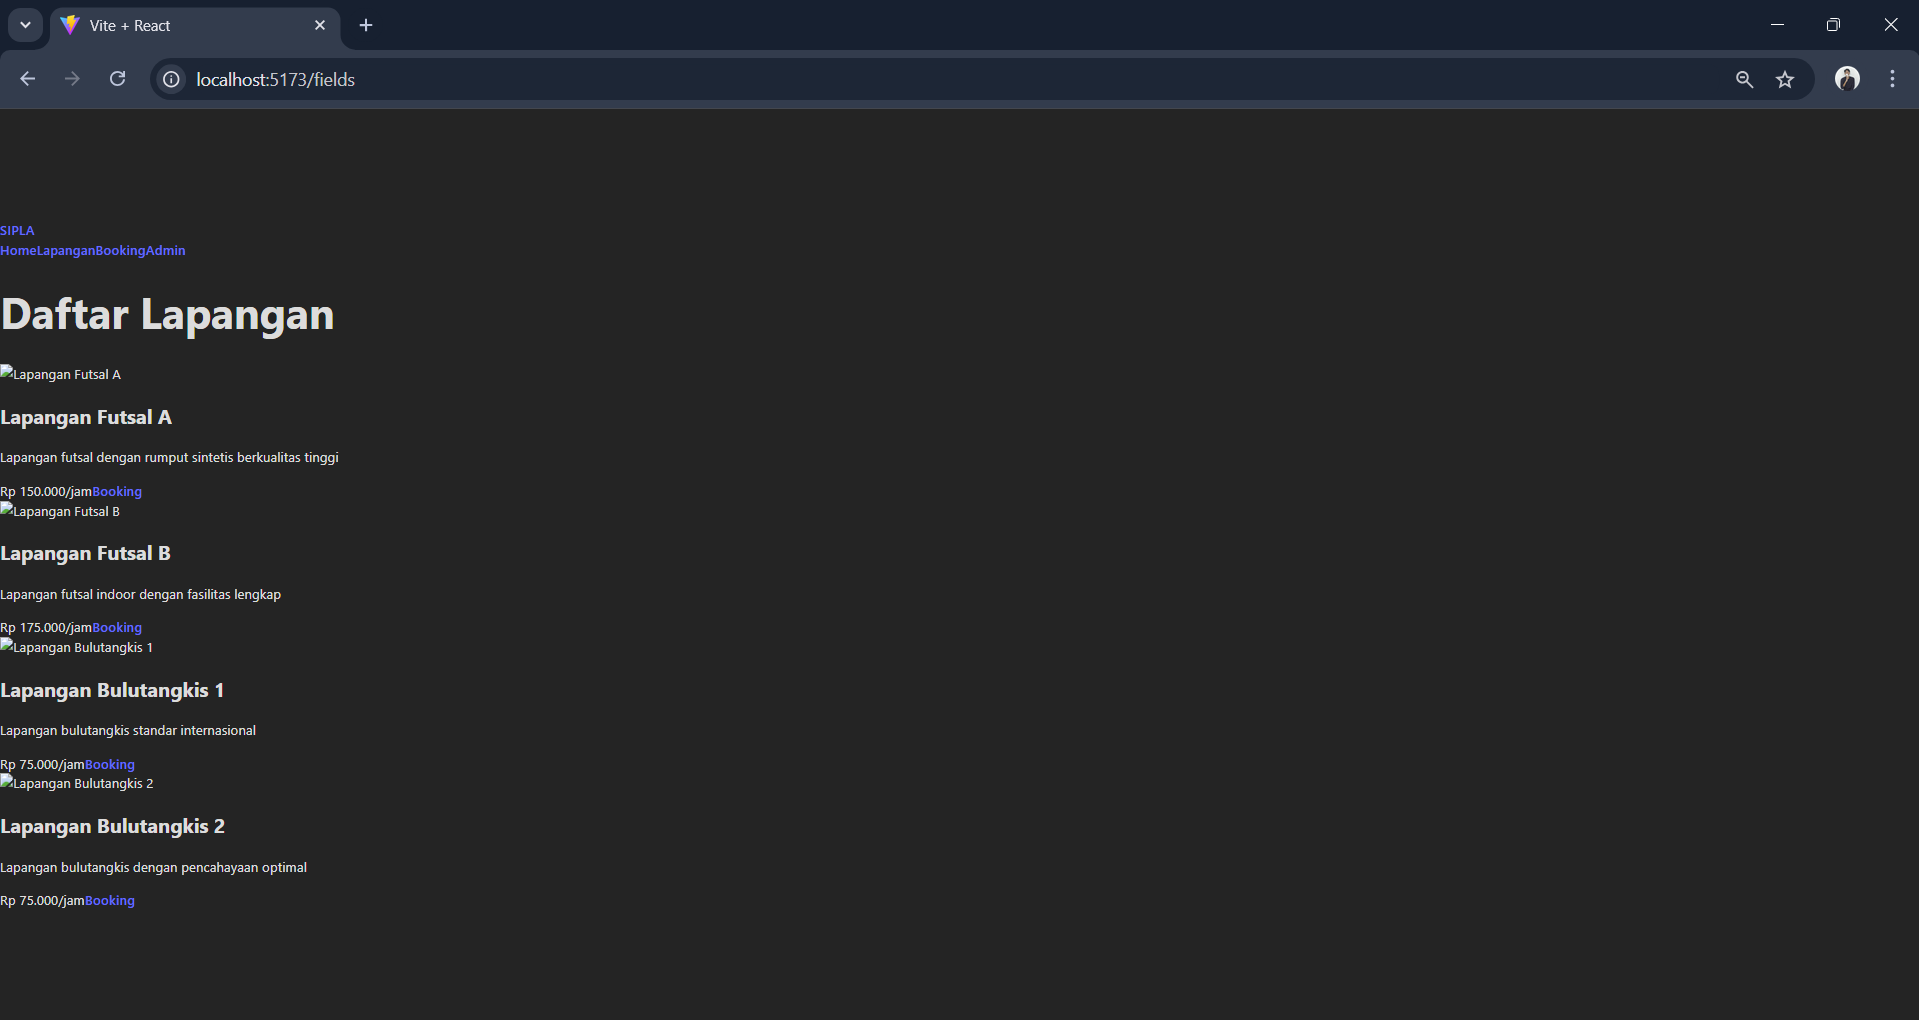 Vite + React
localhost:5173/fields
SIPLA
HomeLapanganBookingAdmin
Daftar Lapangan
Lapangan Futsal A
Lapangan Futsal A
Lapangan futsal dengan rumput sintetis berkualitas tinggi
Rp 150.000/jamBooking
Lapangan Futsal B
Lapangan Futsal B
Lapangan futsal indoor dengan fasilitas lengkap
Rp 175.000/jamBooking
Lapangan Bulutangkis 1
Lapangan Bulutangkis 1
Lapangan bulutangkis standar internasional
Rp 75.000/jamBooking
Lapangan Bulutangkis 2
Lapangan Bulutangkis 2
Lapangan bulutangkis dengan pencahayaan optimal
Rp 75.000/jamBooking